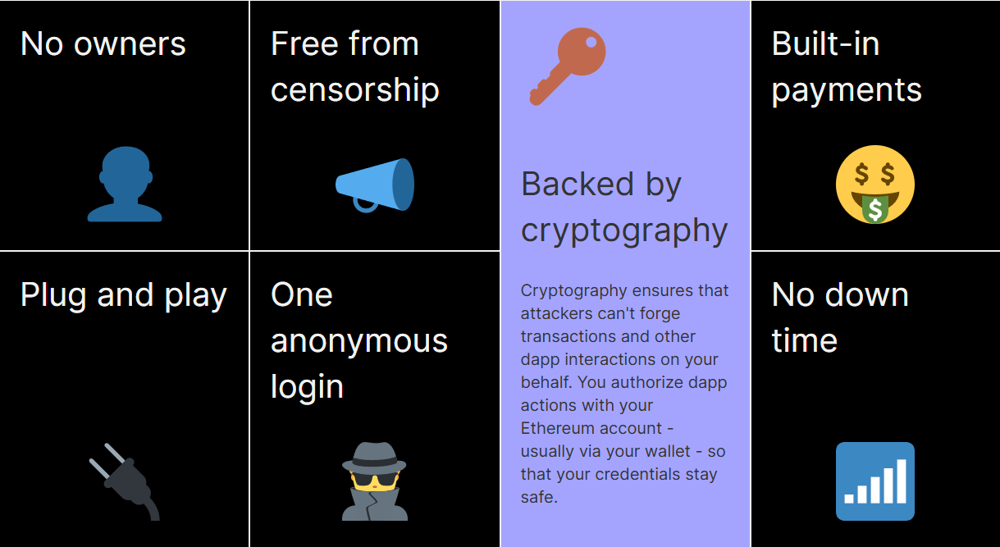 No owners
Free from
censorship
Backed by
cryptography
Cryptography ensures that
attackers can't forge
transactions and other
dapp interactions on your
behalf. You authorize dapp
actions with your
Ethereum account -
usually via your wallet - so
that your credentials stay
safe.
Built-in
payments
$ $
$
Plug and play
One
anonymous
login
No down
time